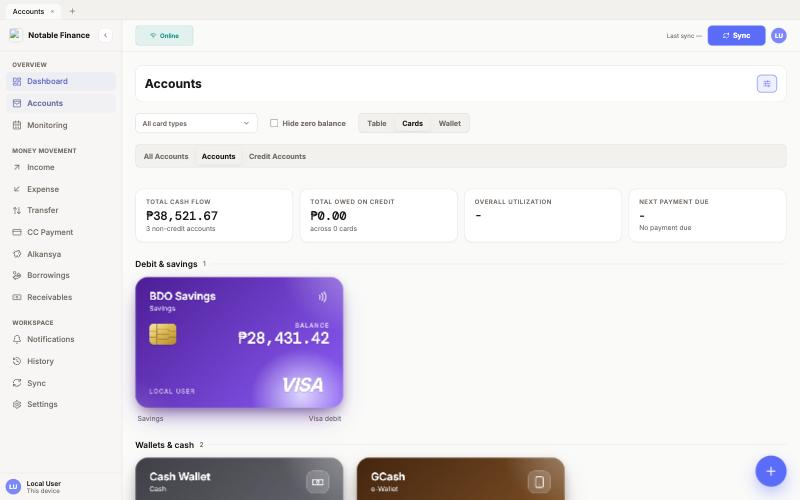 Accounts
Notable Finance
Online
Last sync —
Sync
LU
OVERVIEW
Dashboard
Accounts
Monitoring
MONEY MOVEMENT
Income
Expense
Transfer
CC Payment
Alkansya
Borrowings
Receivables
WORKSPACE
Notifications
History
Sync
Settings
LU
Local User
This device
Accounts
All card types
Hide zero balance
Table
Cards
Wallet
All Accounts
Accounts
Credit Accounts
TOTAL CASH FLOW
₱38,521.67
3 non-credit accounts
TOTAL OWED ON CREDIT
₱0.00
across 0 cards
OVERALL UTILIZATION
-
NEXT PAYMENT DUE
-
No payment due
Debit & savings 1
BDO Savings
Savings
BALANCE
₱28,431.42
LOCAL USER
VISA
Savings
Visa debit
Wallets & cash 2
Cash Wallet
Cash
GCash
e-Wallet